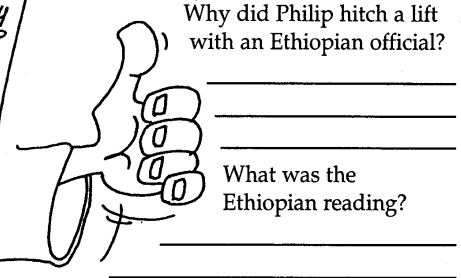 Why did Philip hitch a lift
with an Ethiopian official?
What was the
Ethiopian reading?